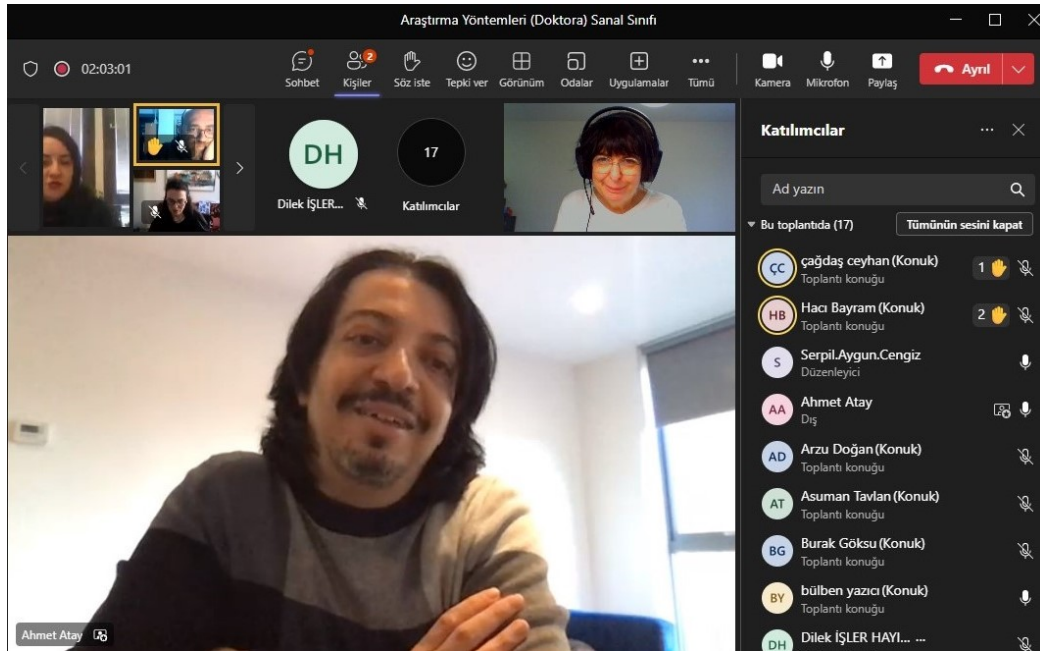 Araştırma Yöntemleri (Doktora) Sanal Sınıfı
02:03:01
2
Sohbet Kişiler Söz iste Tepki ver Görünüm Odalar Uygulamalar Tümü Kamera Mikrofon Paylaş Ayrıl
DH
Dilek İŞLER...
17
Katılımcılar
Ahmet Atay
Katılımcılar
Ad yazın
Bu toplantıda (17) Tümünün sesini kapat
ÇC çağdaş ceyhan (Konuk) 1
Toplantı konuğu
HB Hacı Bayram (Konuk) 2
Toplantı konuğu
S Serpil.Aygun.Cengiz
Düzenleyici
AA Ahmet Atay
Dış
AD Arzu Doğan (Konuk)
Toplantı konuğu
AT Asuman Tavlan (Konuk)
Toplantı konuğu
BG Burak Göksu (Konuk)
Toplantı konuğu
BY bülben yazıcı (Konuk)
Toplantı konuğu
DH Dilek İŞLER HAYI... ...